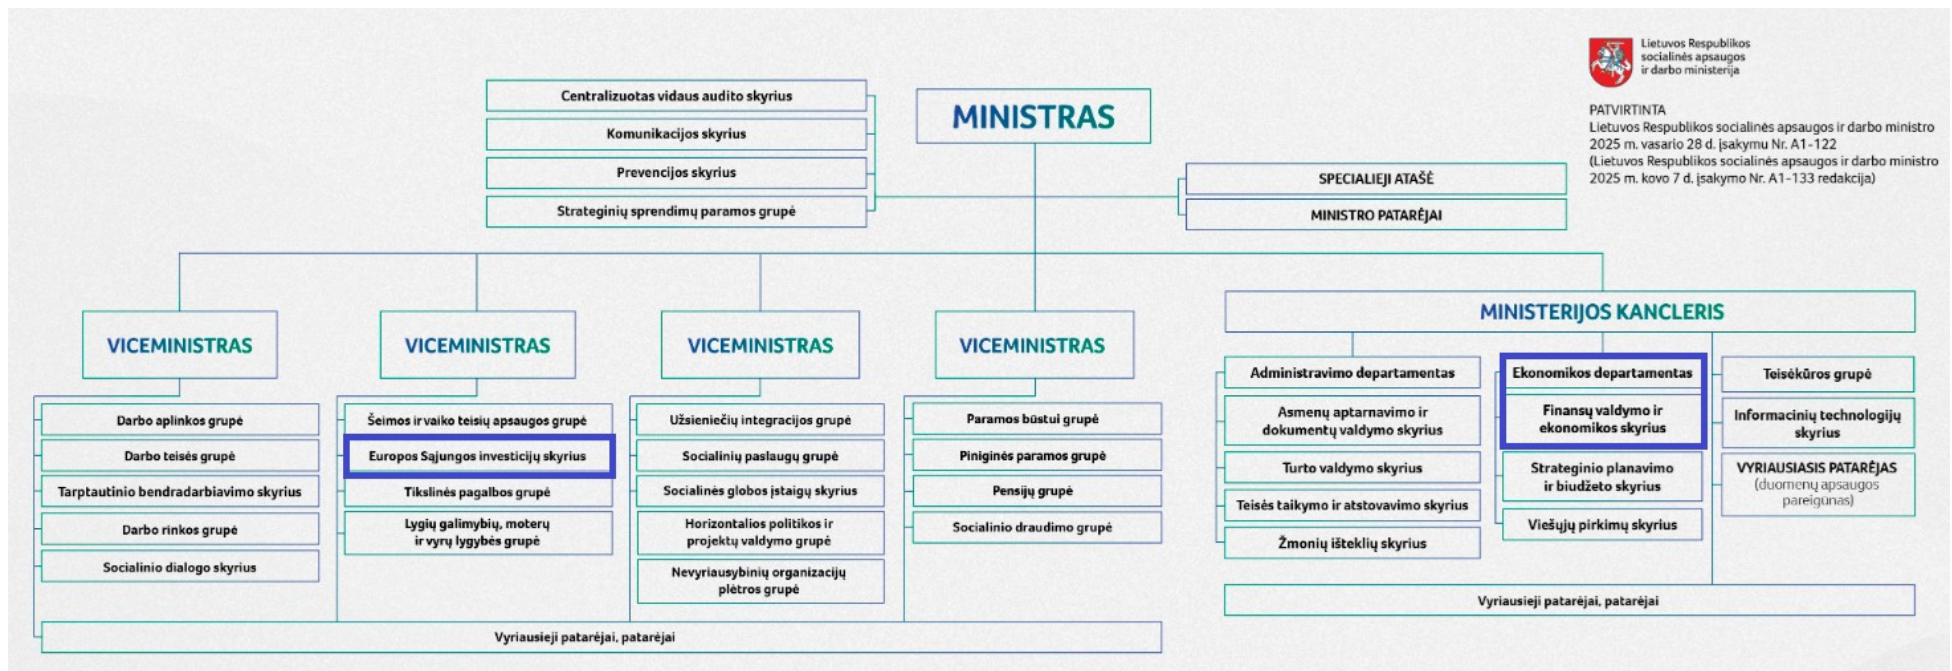 Lietuvos Respublikos
socialinės apsaugos
ir darbo ministerija
PATVIRTINTA
Lietuvos Respublikos socialinės apsaugos ir darbo ministro
2025 m. vasario 28 d. įsakymu Nr. A1-122
(Lietuvos Respublikos socialinės apsaugos ir darbo ministro
2025 m. kovo 7 d. įsakymo Nr. A1-133 redakcija)
MINISTRAS
Centralizuotas vidaus audito skyrius
Komunikacijos skyrius
Prevencijos skyrius
Strateginių sprendimų paramos grupė
SPECIALIEJI ATAŠĖ
MINISTRO PATARĖJAI
VICEMINISTRAS
Darbo aplinkos grupė
Darbo teisės grupė
Tarptautinio bendradarbiavimo skyrius
Darbo rinkos grupė
Socialinio dialogo skyrius
VICEMINISTRAS
Šeimos ir vaiko teisių apsaugos grupė
Europos Sąjungos investicijų skyrius
Tikslinės pagalbos grupė
Lygių galimybių, moterų
ir vyrų lygybės grupė
VICEMINISTRAS
Užsieniečių integracijos grupė
Socialinių paslaugų grupė
Socialinės globos įstaigų skyrius
Horizontalios politikos ir
projektų valdymo grupė
Nevyriausybinių organizacijų
plėtros grupė
VICEMINISTRAS
Paramos būstui grupė
Piniginės paramos grupė
Pensijų grupė
Socialinio draudimo grupė
Vyriausieji patarėjai, patarėjai
MINISTERIJOS KANCLERIS
Administravimo departamentas
Asmenų aptarnavimo ir
dokumentų valdymo skyrius
Turto valdymo skyrius
Teisės taikymo ir atstovavimo skyrius
Žmonių išteklių skyrius
Ekonomikos departamentas
Finansų valdymo ir
ekonomikos skyrius
Strateginio planavimo
ir biudžeto skyrius
Viešųjų pirkimų skyrius
Teisėkūros grupė
Informacinių technologijų
skyrius
VYRIAUSIASIS PATARĖJAS
(duomenų apsaugos
pareigūnas)
Vyriausieji patarėjai, patarėjai